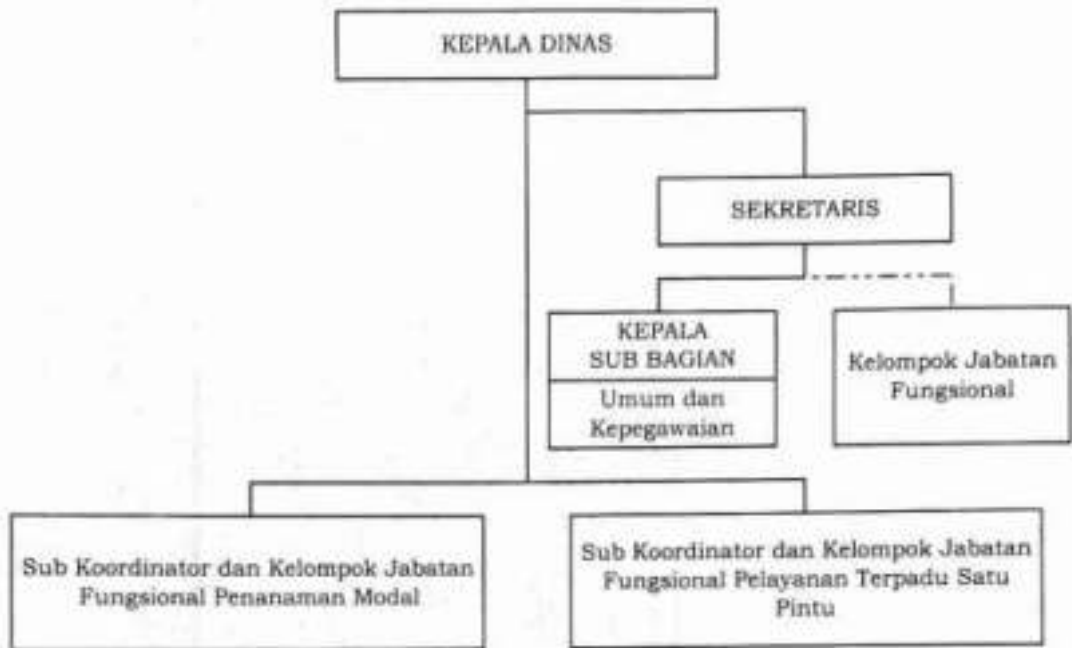 KEPALA DINAS
SEKRETARIS
KEPALA
SUB BAGIAN
Umum dan
Kepegawaian
Kelompok Jabatan
Fungsional
Sub Koordinator dan Kelompok Jabatan
Fungsional Penanaman Modal
Sub Koordinator dan Kelompok Jabatan
Fungsional Pelayanan Terpadu Satu
Pintu